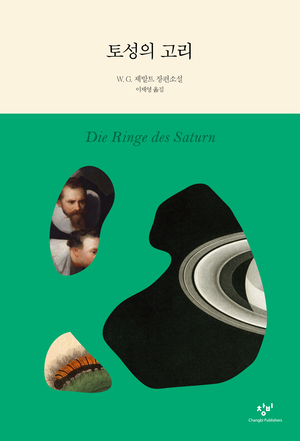 토성의 고리
W. G. 제발트 장편소설
이재영 옮김
Die Ringe des Saturn
창비
Changbi Publishers